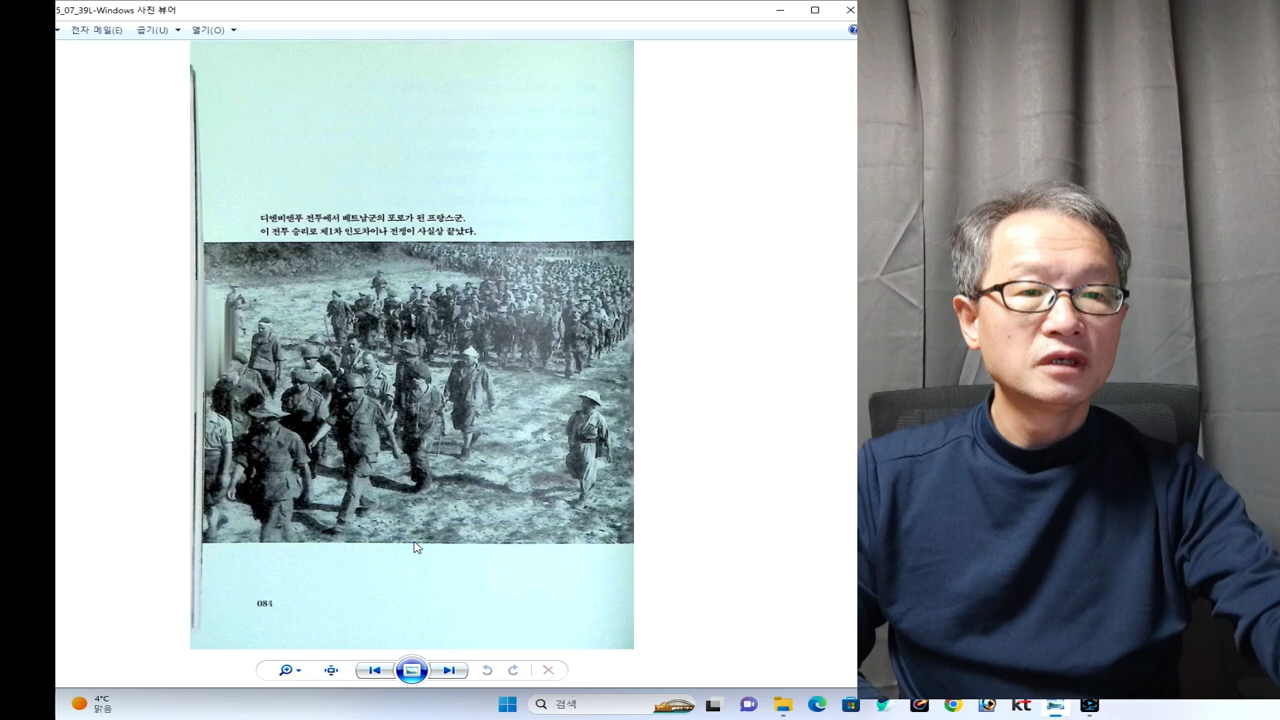 5_07_39L-Windows 사진 뷰어
전자 메일(E) 굽기(U) 열기(O)
디엔비엔푸 전투에서 베트남군의 포로가 된 프랑스군.
이 전투 승리로 제1차 인도차이나 전쟁이 사실상 끝났다.
084
4°C
맑음
검색
kt